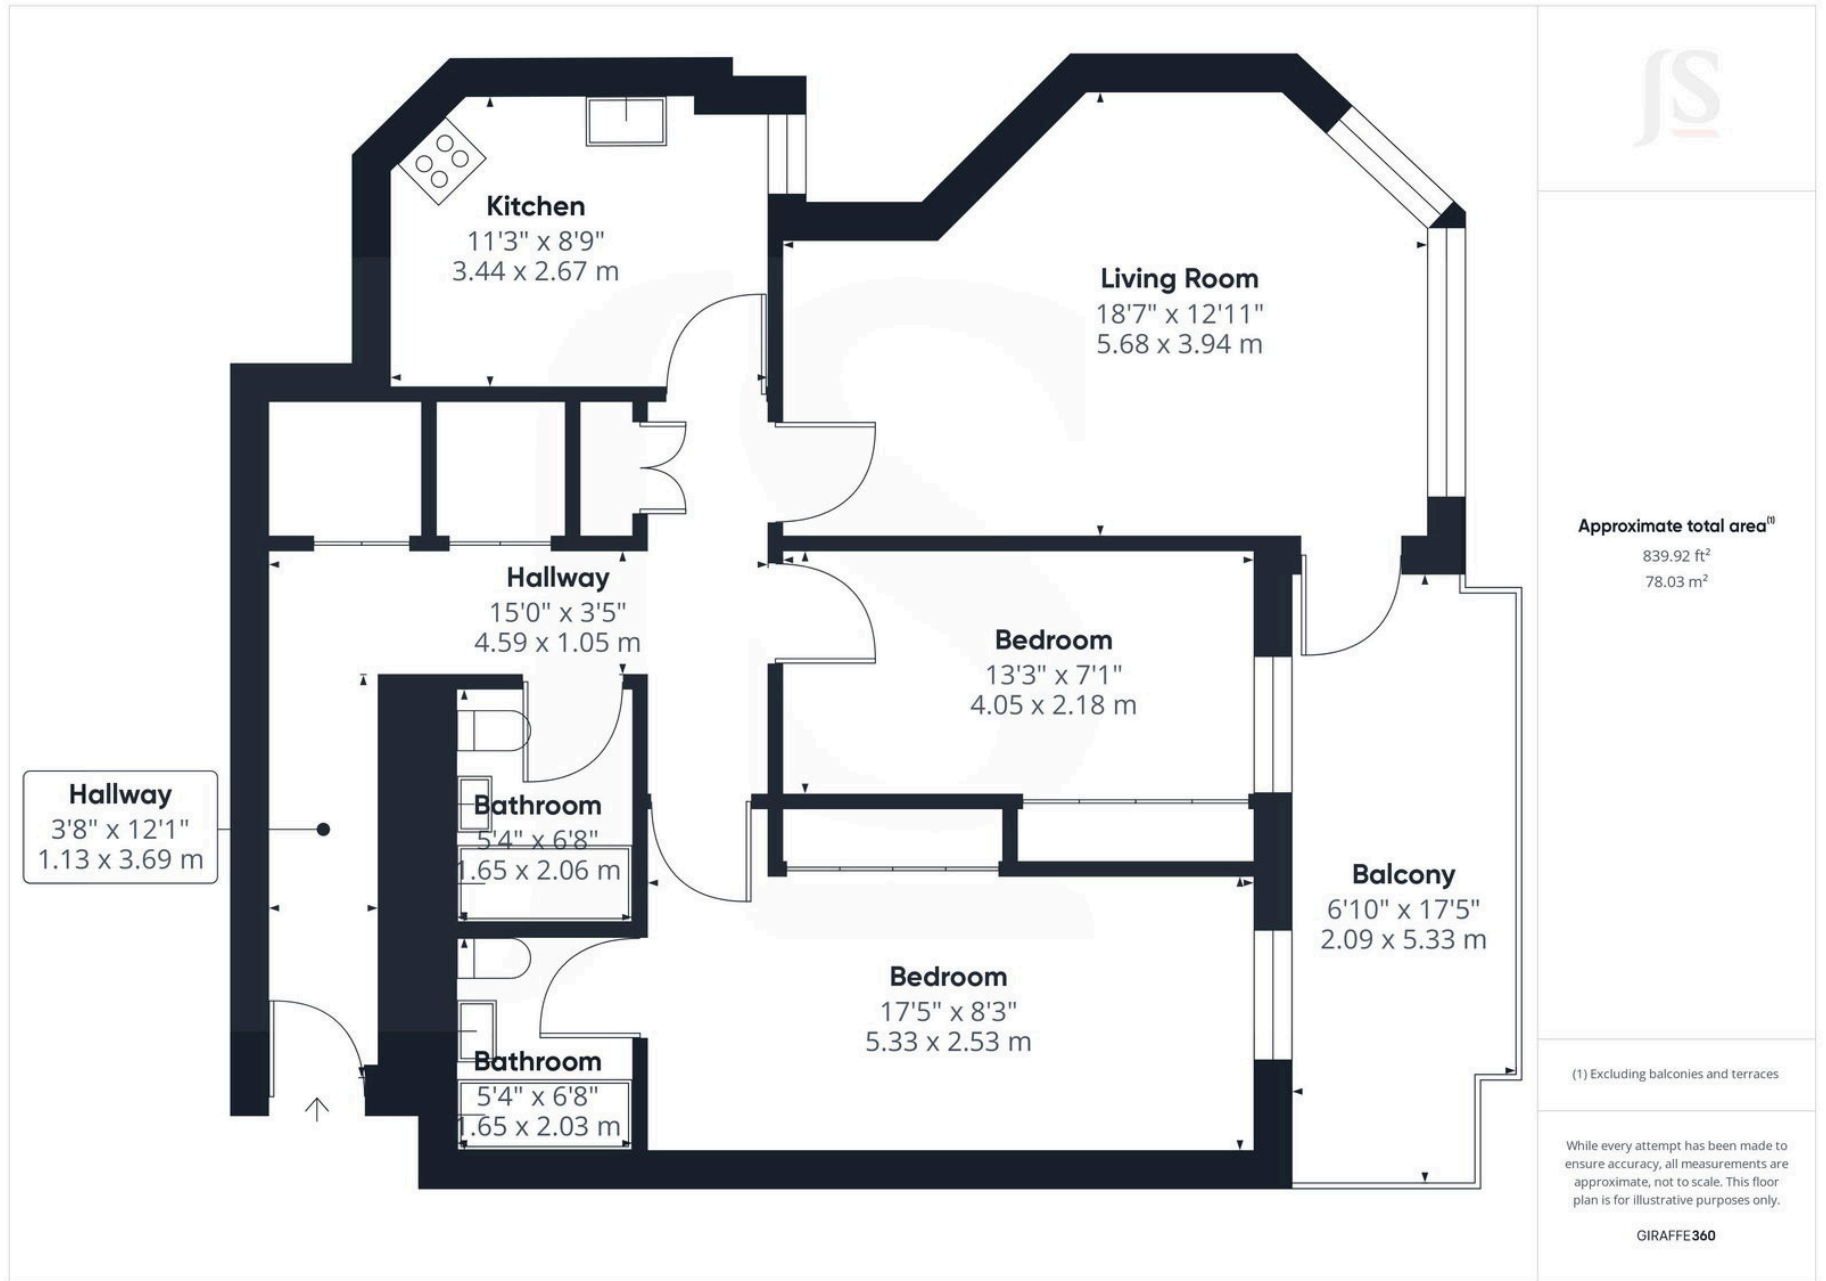 Kitchen
11'3" x 8'9"
3.44 x 2.67 m
Living Room
18'7" x 12'11"
5.68 x 3.94 m
Hallway
15'0" x 3'5"
4.59 x 1.05 m
Bedroom
13'3" x 7'1"
4.05 x 2.18 m
Hallway
3'8" x 12'1"
1.13 x 3.69 m
Bathroom
5'4" x 6'8"
1.65 x 2.06 m
Balcony
6'10" x 17'5"
2.09 x 5.33 m
Bedroom
17'5" x 8'3"
5.33 x 2.53 m
Bathroom
5'4" x 6'8"
1.65 x 2.03 m
JS
Approximate total area⁽¹⁾
839.92 ft²
78.03 m²
(1) Excluding balconies and terraces
While every attempt has been made to
ensure accuracy, all measurements are
approximate, not to scale. This floor
plan is for illustrative purposes only.
GIRAFFE360